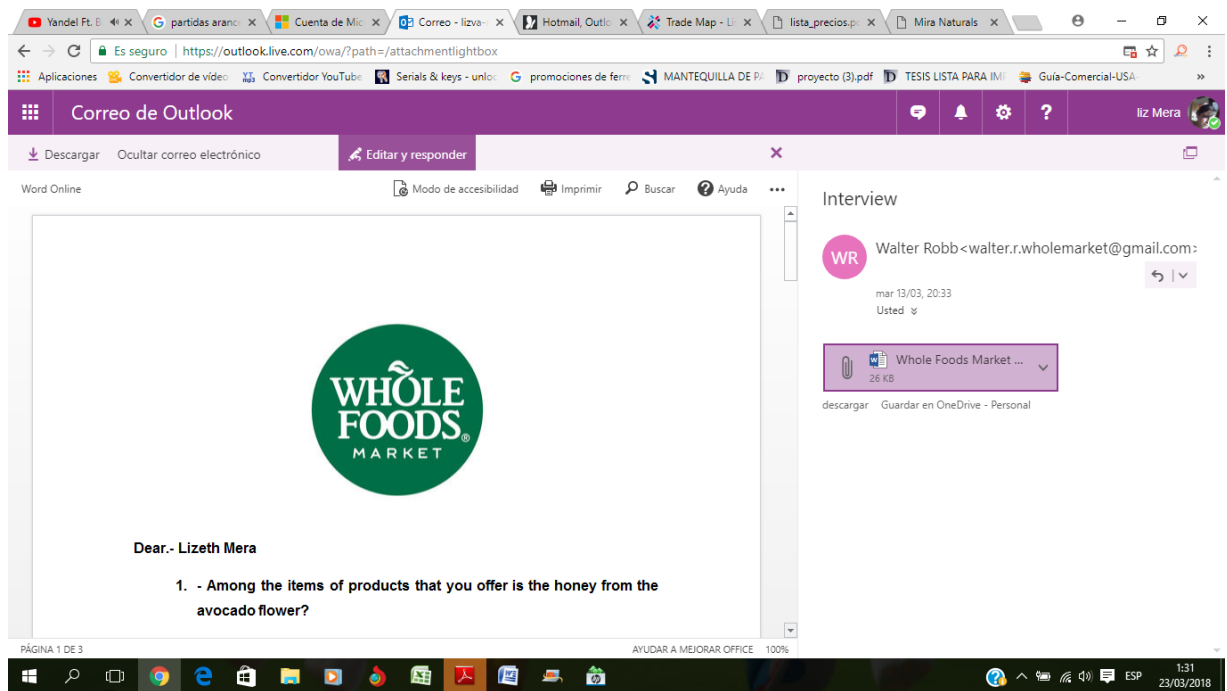 Yandel Ft. B
partidas aranc
Cuenta de Mic
Correo - lizva
Hotmail, Outlo
Trade Map - Li
lista_precios.p
Mira Naturals
Es seguro | https://outlook.live.com/owa/?path=/attachmentlightbox
Aplicaciones Convertidor de vídeo Convertidor YouTube Serials & keys - unloc promociones de ferre MANTEQUILLA DE PA proyecto (3).pdf TESIS LISTA PARA IM Guía-Comercial-USA- »
Correo de Outlook
liz Mera
Descargar Ocultar correo electrónico Editar y responder
Word Online Modo de accesibilidad Imprimir Buscar Ayuda •••
WHOLE
FOODS®
MARKET
Dear.- Lizeth Mera
1. - Among the items of products that you offer is the honey from the
avocado flower?
PÁGINA 1 DE 3 AYUDAR A MEJORAR OFFICE 100%
Interview
WR
Walter Robb<walter.r.wholemarket@gmail.com>
mar 13/03, 20:33
Usted
Whole Foods Market ...
26 KB
descargar Guardar en OneDrive - Personal
ESP
1:31
23/03/2018